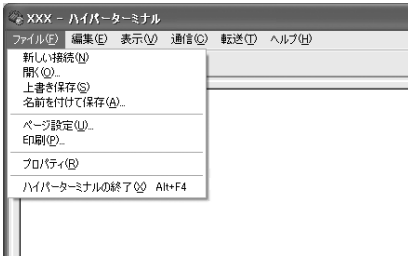 XXX - ハイパーターミナル
ファイル(F) 編集(E) 表示(V) 通信(C) 転送(T) ヘルプ(H)
新しい接続(N)
開く(O)...
上書き保存(S)
名前を付けて保存(A)...
ページ設定(U)...
印刷(P)...
プロパティ(R)
ハイパーターミナルの終了(X) Alt+F4